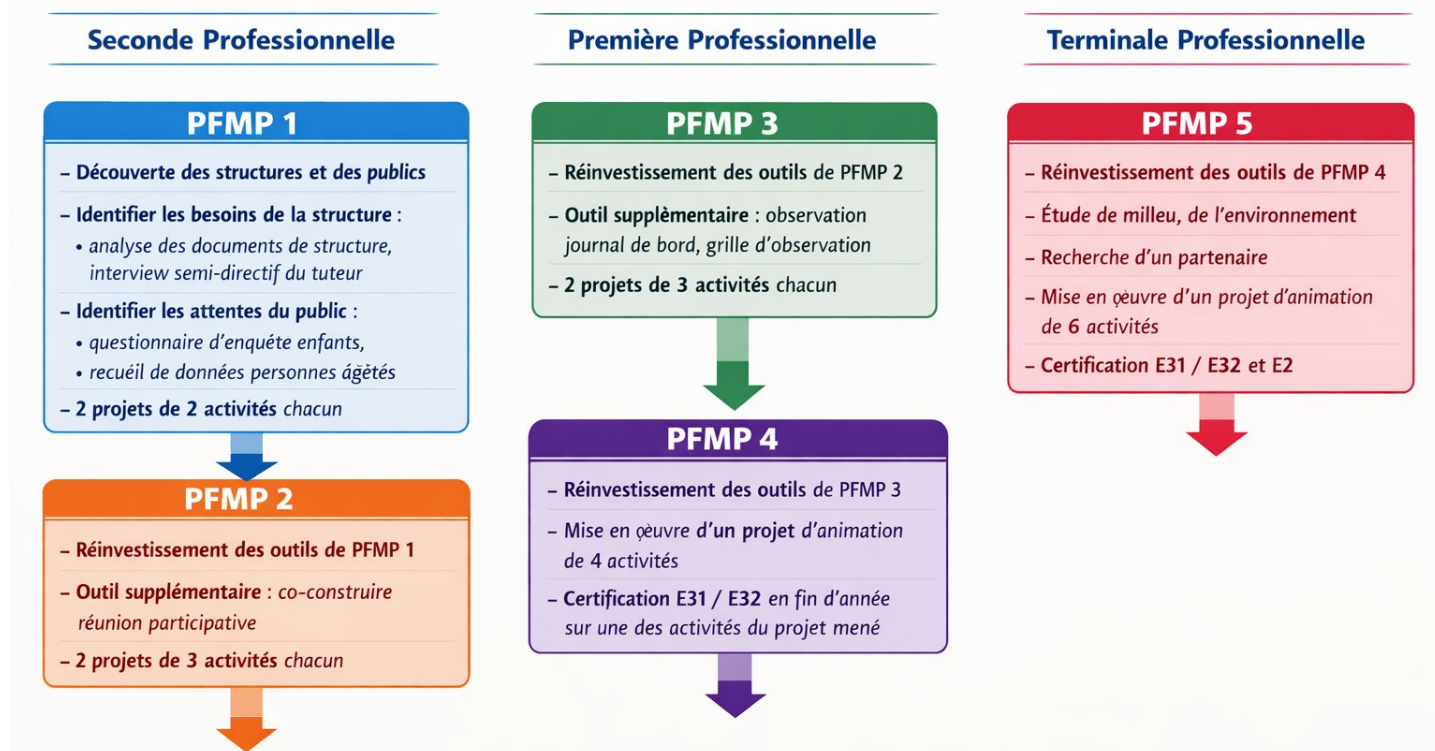 Seconde Professionnelle
PFMP 1
– Découverte des structures et des publics
– Identifier les besoins de la structure :
• analyse des documents de structure,
interview semi-directif du tuteur
– Identifier les attentes du public :
• questionnaire d'enquéte enfants,
• recuéil de données personnes âğėtés
– 2 projets de 2 activités chacun
PFMP 2
– Réinvestissement des outils de PFMP 1
– Outil supplémentaire : co-construire
réunion participative
– 2 projets de 3 activités chacun
Première Professionnelle
PFMP 3
– Réinvestissement des outils de PFMP 2
– Outil supplèmentaire : observation
journal de bord, grille d'observation
– 2 projets de 3 activités chacun
PFMP 4
– Réinvestissement des outils de PFMP 3
– Mise en œuvre d'un projet d'animation
de 4 activités
– Certification E31 / E32 en fin d'année
sur une des activités du projet mené
Terminale Professionnelle
PFMP 5
– Réinvestissement des outils de PFMP 4
– Étude de milleu, de l'environnement
– Recherche d'un partenaire
– Mise en œuvre d'un projet d'animation
de 6 activités
– Certification E31 / E32 et E2